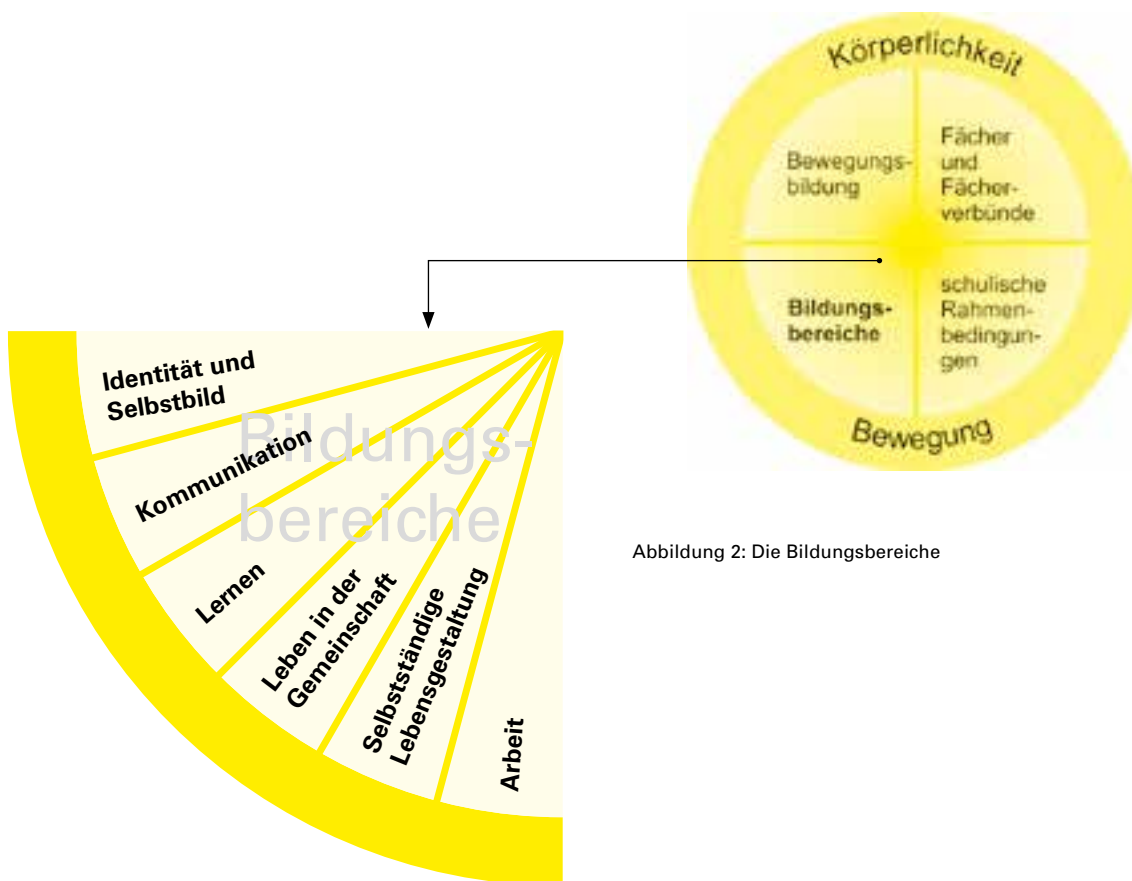 Körperlichkeit
Bewegungs-
bildung
Fächer
und
Fächer-
verbünde
Bildungs-
bereiche
schulische
Rahmen-
bedingun-
gen
Bewegung
Bildungs-
bereiche
Identität und
Selbstbild
Kommunikation
Lernen
Leben in der
Gemeinschaft
Selbstständige
Lebensgestaltung
Arbeit
Abbildung 2: Die Bildungsbereiche